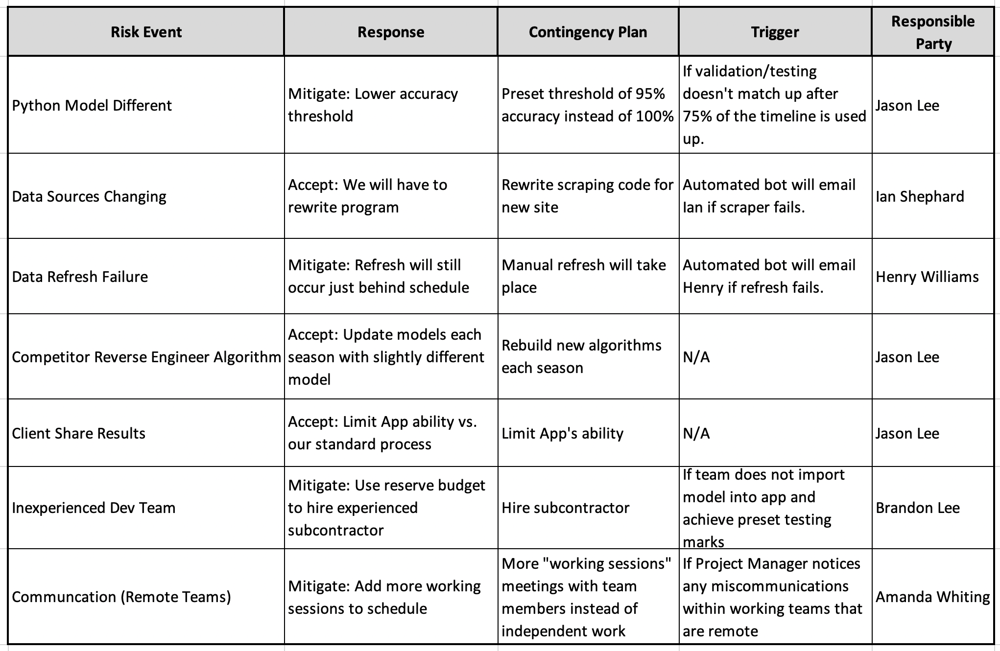 Risk Event
Response
Contingency Plan
Trigger
Responsible
Party
Python Model Different
Mitigate: Lower accuracy
threshold
Preset threshold of 95%
accuracy instead of 100%
If validation/testing
doesn't match up after
75% of the timeline is used
up.
Jason Lee
Data Sources Changing
Accept: We will have to
rewrite program
Rewrite scraping code for
new site
Automated bot will email
Ian if scraper fails.
Ian Shephard
Data Refresh Failure
Mitigate: Refresh will still
occur just behind schedule
Manual refresh will take
place
Automated bot will email
Henry if refresh fails.
Henry Williams
Competitor Reverse Engineer Algorithm
Accept: Update models each
season with slightly different
model
Rebuild new algorithms
each season
N/A
Jason Lee
Client Share Results
Accept: Limit App ability vs.
our standard process
Limit App's ability
N/A
Jason Lee
Inexperienced Dev Team
Mitigate: Use reserve budget
to hire experienced
subcontractor
Hire subcontractor
If team does not import
model into app and
achieve preset testing
marks
Brandon Lee
Communcation (Remote Teams)
Mitigate: Add more working
sessions to schedule
More "working sessions"
meetings with team
members instead of
independent work
If Project Manager notices
any miscommunications
within working teams that
are remote
Amanda Whiting